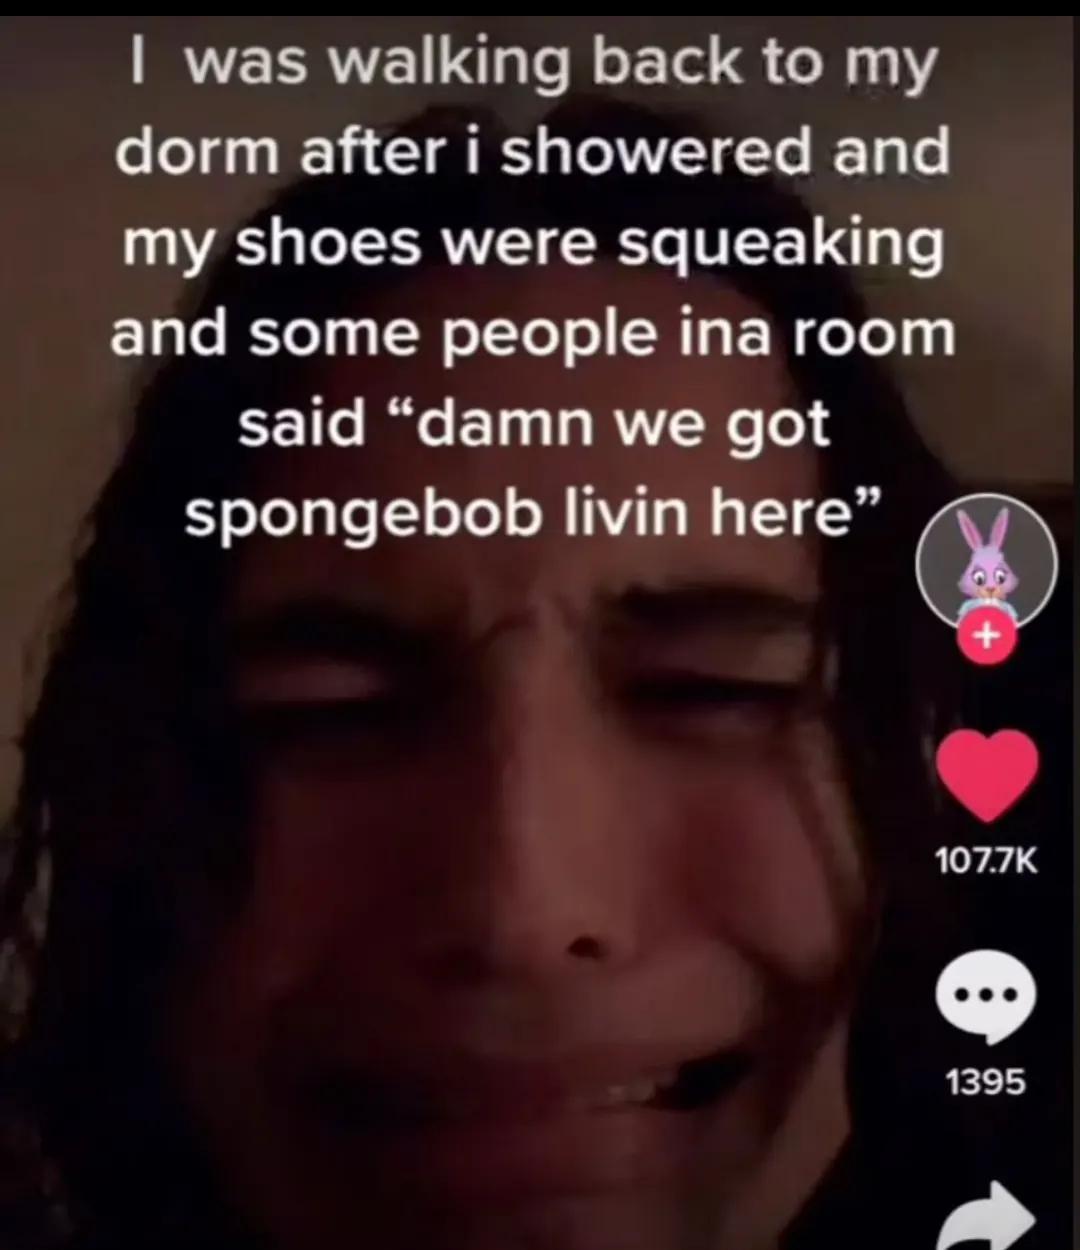 I was walking back to my
dorm after i showered and
my shoes were squeaking
and some people ina room
said “damn we got
spongebob livin here”
107.7K
1395